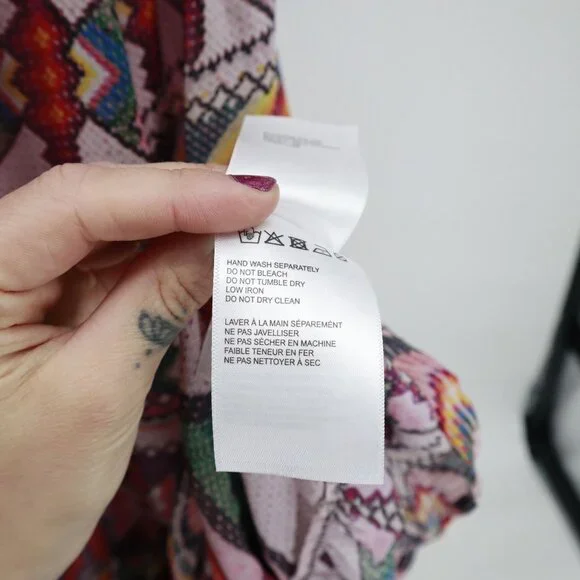 HAND WASH SEPARATELY
DO NOT BLEACH
DO NOT TUMBLE DRY
LOW IRON
DO NOT DRY CLEAN
LAVER À LA MAIN SÉPARÉMENT
NE PAS JAVELLISER
NE PAS SÉCHER EN MACHINE
FAIBLE TENEUR EN FER
NE PAS NETTOYER À SEC